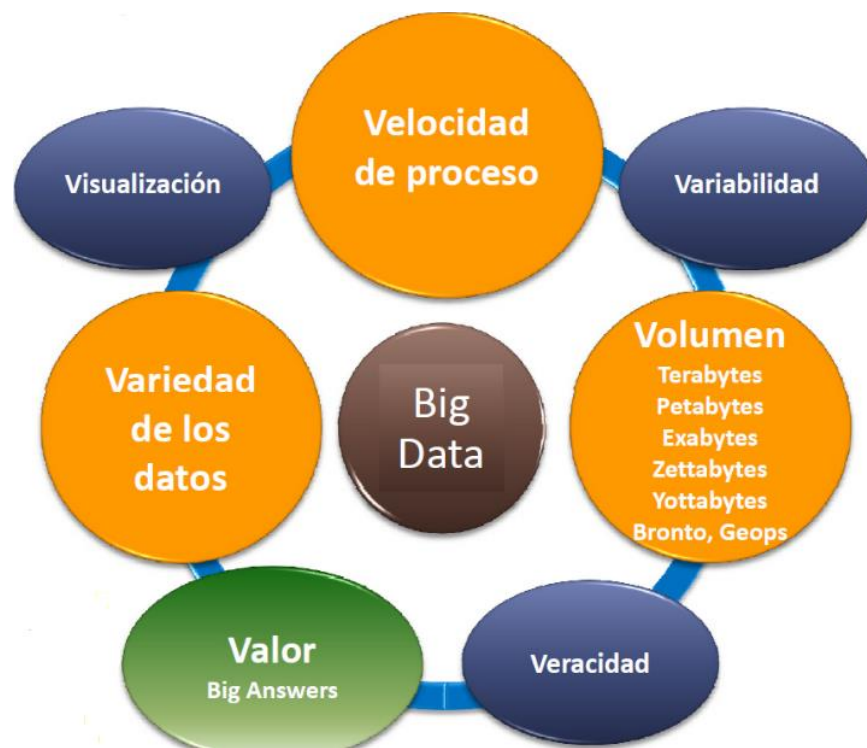 Velocidad
de proceso
Visualización
Variabilidad
Variedad
de los
datos
Big
Data
Volumen
Terabytes
Petabytes
Exabytes
Zettabytes
Yottabytes
Bronto, Geops
Valor
Big Answers
Veracidad